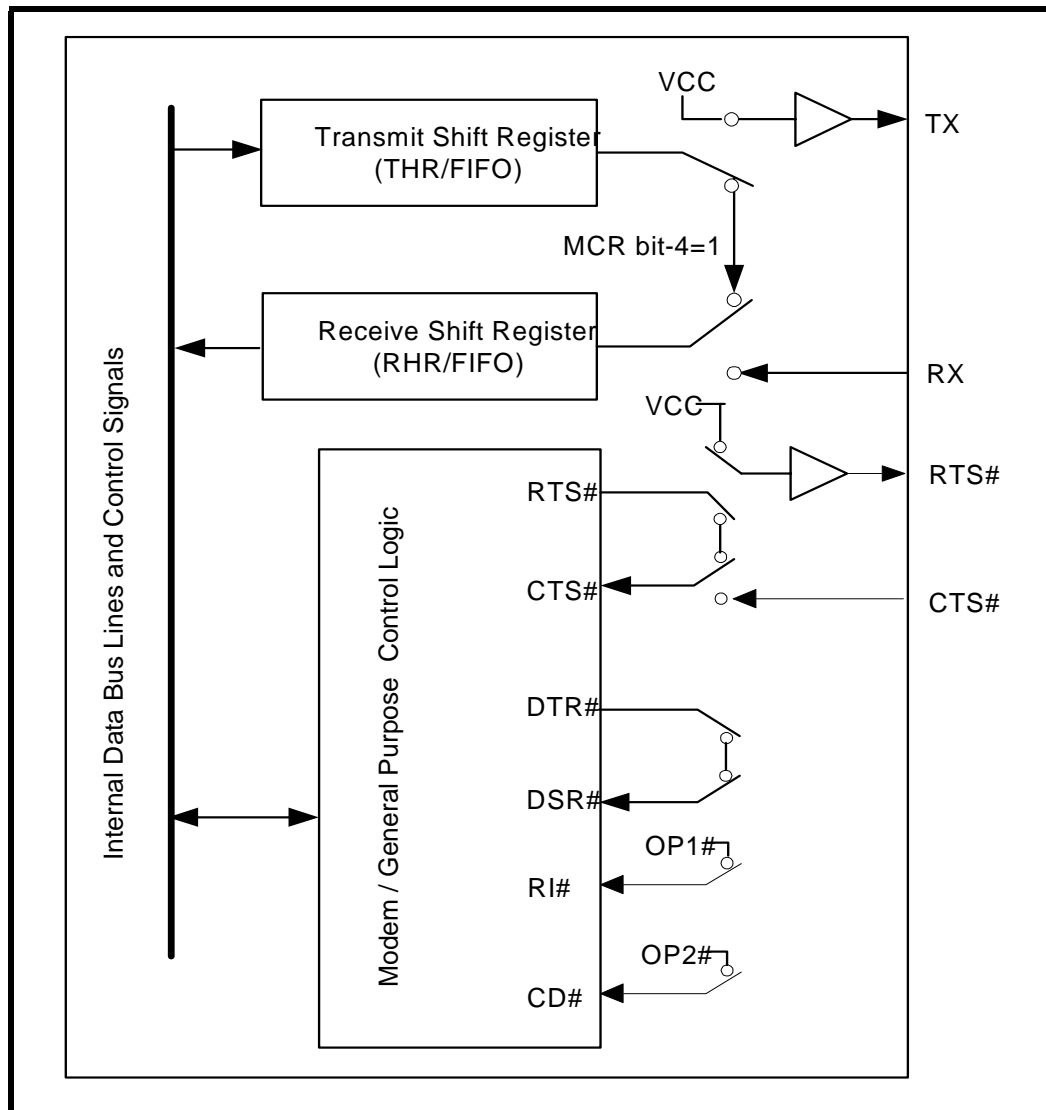 VCC
TX
Transmit Shift Register
(THR/FIFO)
MCR bit-4=1
Receive Shift Register
(RHR/FIFO)
RX
VCC
RTS#
RTS#
CTS#
CTS#
Internal Data Bus Lines and Control Signals
Modem / General Purpose Control Logic
DTR#
DSR#
OP1#
RI#
OP2#
CD#